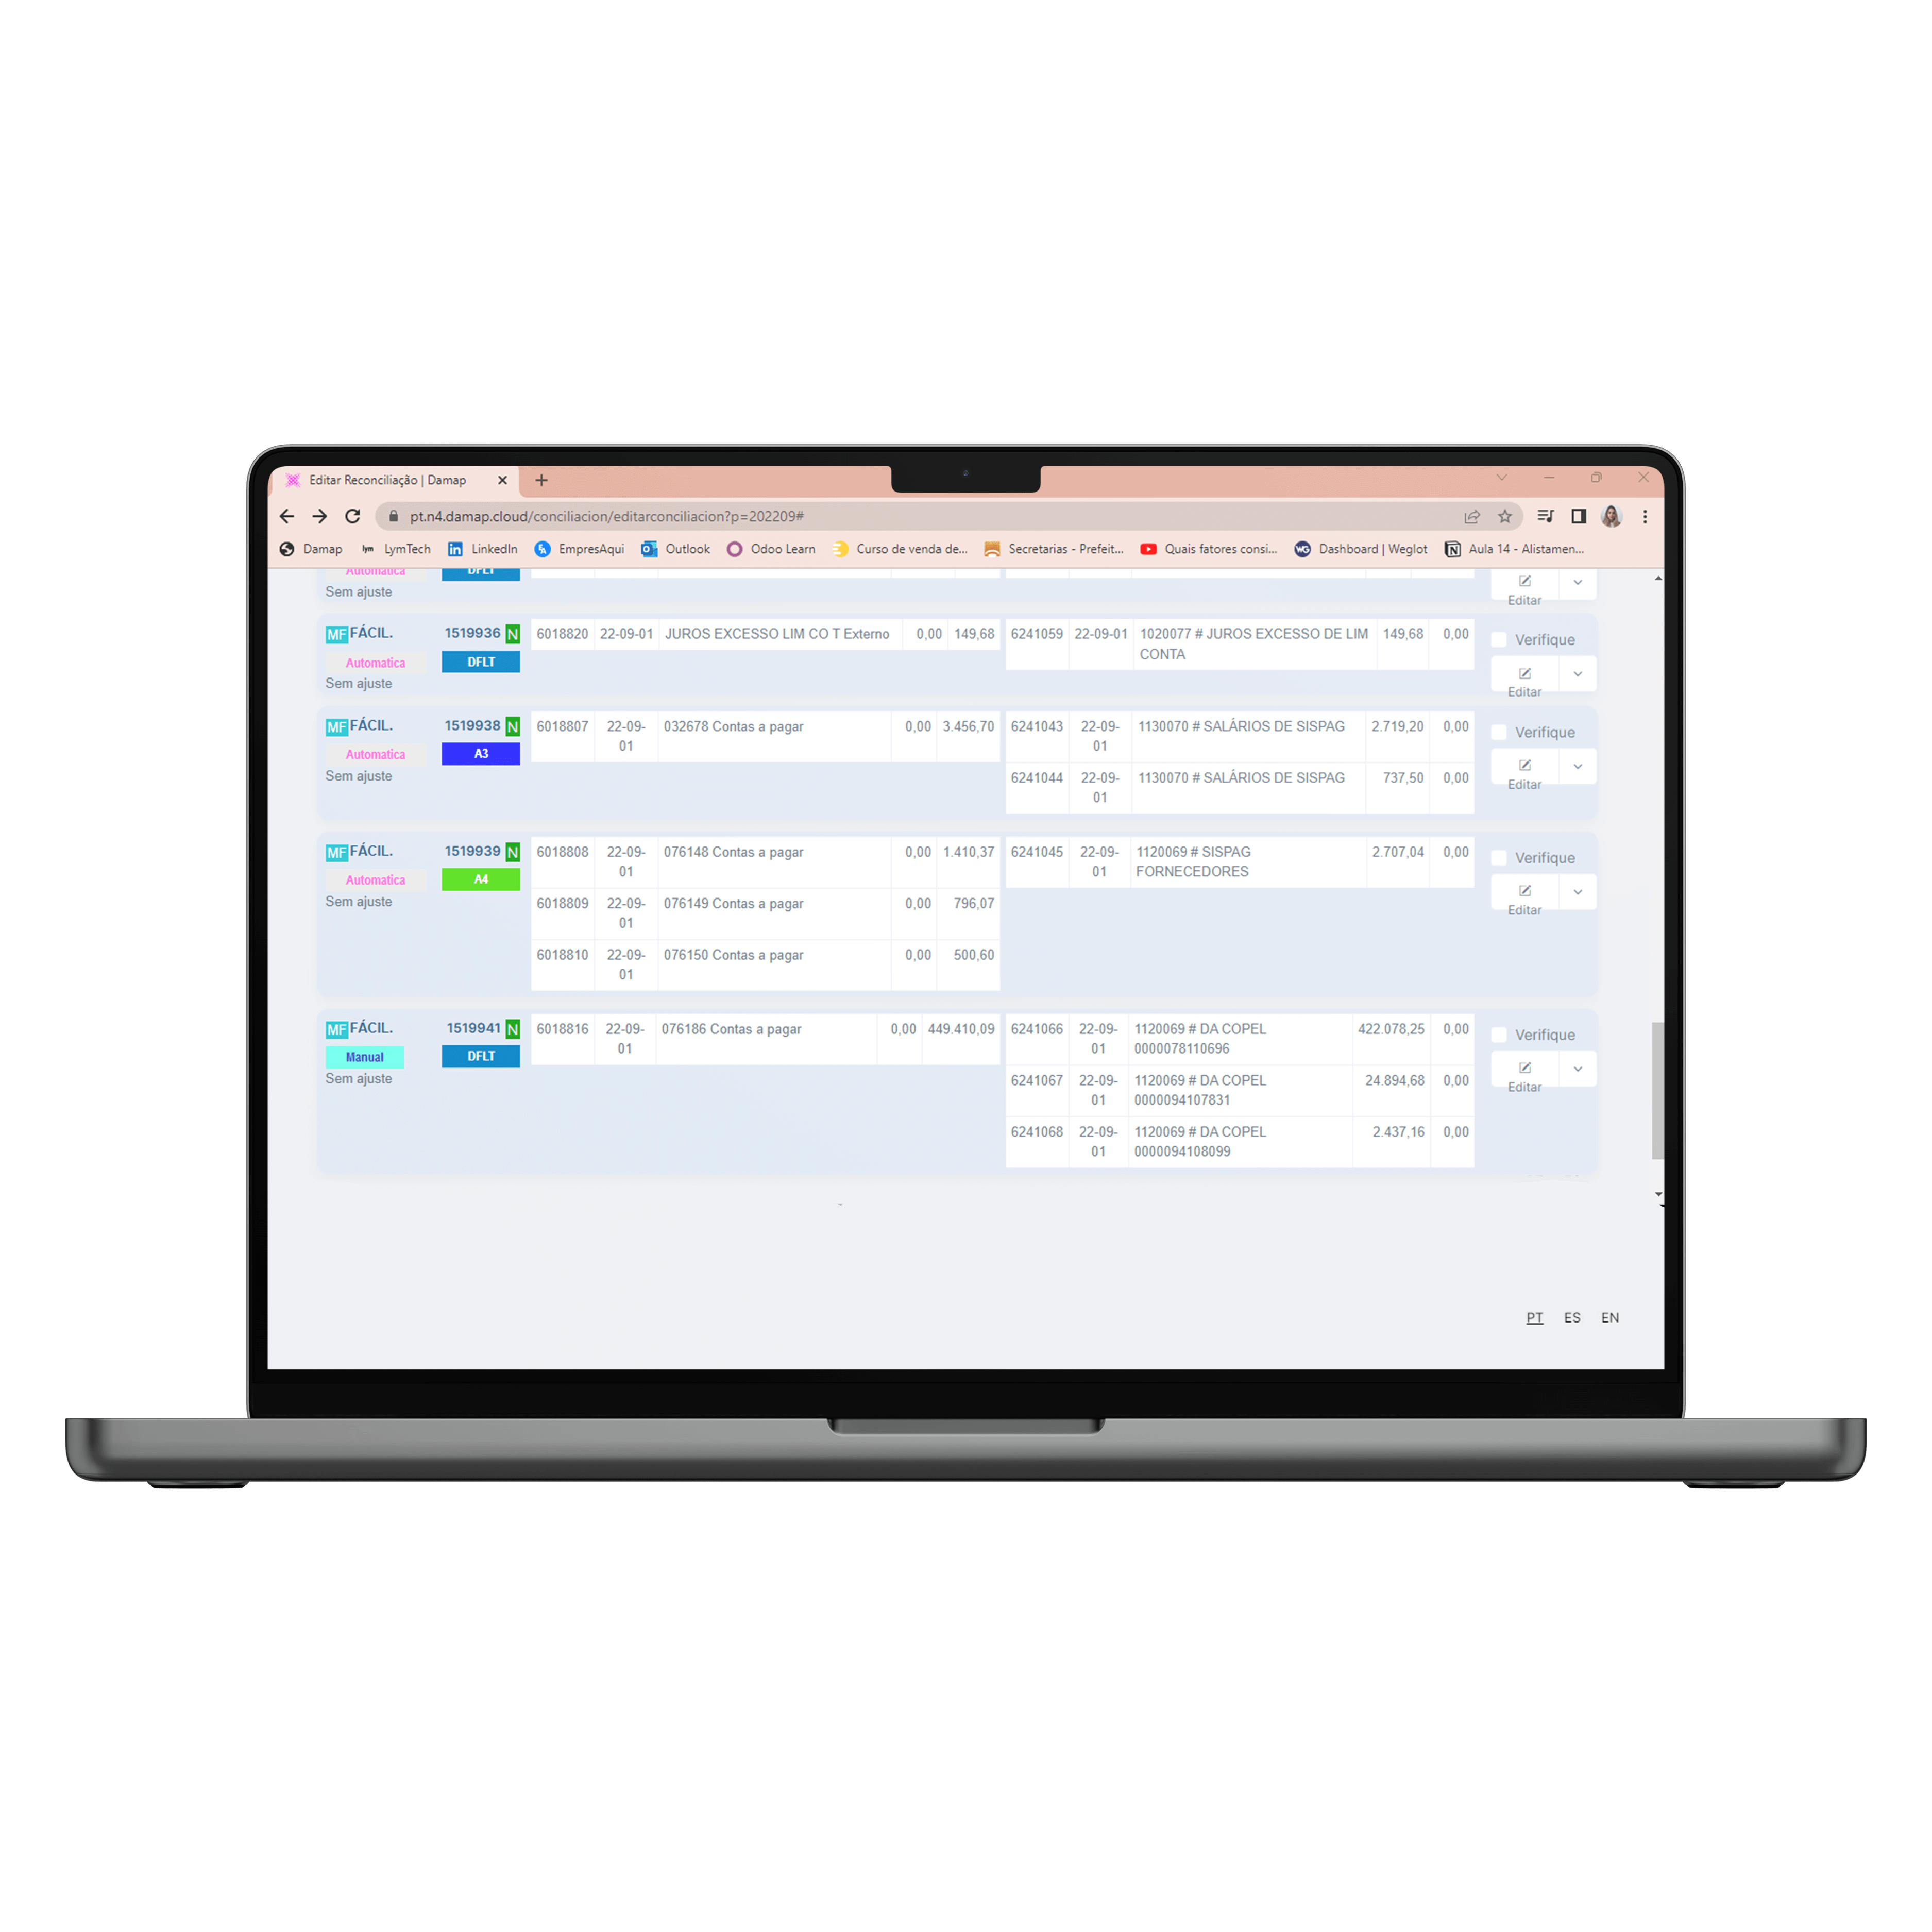 Editar Reconciliação | Damap
pt.n4.damap.cloud/conciliacion/editarconciliacion?p=202209#
Damap lym LymTech in LinkedIn EA EmpresAqui Outlook Odoo Learn Curso de venda de... Secretarias - Prefeit... Quais fatores consi... WG Dashboard | Weglot N Aula 14 - Alistamen...
Automatica DFLT
Sem ajuste Editar
MF FÁCIL. 1519936 N 6018820 22-09-01 JUROS EXCESSO LIM CO T Externo 0,00 149,68 6241059 22-09-01 1020077 # JUROS EXCESSO DE LIM 149,68 0,00 Verifique
CONTA
Automatica DFLT
Sem ajuste Editar
MF FÁCIL. 1519938 N 6018807 22-09- 032678 Contas a pagar 0,00 3.456,70 6241043 22-09- 1130070 # SALÁRIOS DE SISPAG 2.719,20 0,00 Verifique
01 01
Automatica A3
Sem ajuste 6241044 22-09- 1130070 # SALÁRIOS DE SISPAG 737,50 0,00 Editar
01
MF FÁCIL. 1519939 N 6018808 22-09- 076148 Contas a pagar 0,00 1.410,37 6241045 22-09- 1120069 # SISPAG 2.707,04 0,00 Verifique
01 01 FORNECEDORES
Automatica A4
Sem ajuste 6018809 22-09- 076149 Contas a pagar 0,00 796,07 Editar
01
6018810 22-09- 076150 Contas a pagar 0,00 500,60
01
MF FÁCIL. 1519941 N 6018816 22-09- 076186 Contas a pagar 0,00 449.410,09 6241066 22-09- 1120069 # DA COPEL 422.078,25 0,00 Verifique
01 01 0000078110696
Manual DFLT
Sem ajuste 6241067 22-09- 1120069 # DA COPEL 24.894,68 0,00 Editar
01 0000094107831
6241068 22-09- 1120069 # DA COPEL 2.437,16 0,00
01 0000094108099
PT ES EN